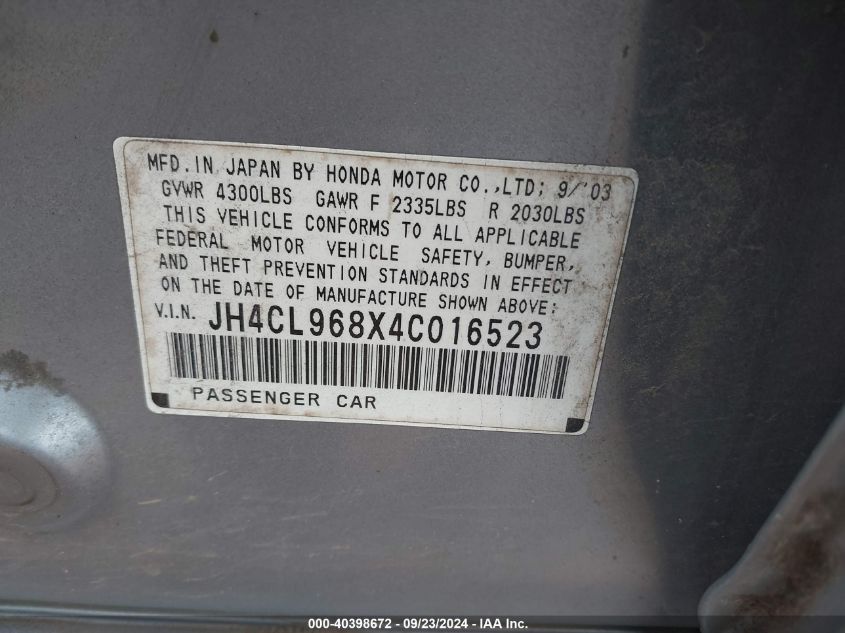 MFD. IN JAPAN BY HONDA MOTOR CO.,LTD; 9/'03
GVWR 4300LBS GAWR F 2335LBS R 2030LBS
THIS VEHICLE CONFORMS TO ALL APPLICABLE
FEDERAL MOTOR VEHICLE SAFETY, BUMPER,
AND THEFT PREVENTION STANDARDS IN EFFECT
ON THE DATE OF MANUFACTURE SHOWN ABOVE:
V.I.N. JH4CL968X4C016523
PASSENGER CAR
000-40398672 - 09/23/2024 - IAA Inc.